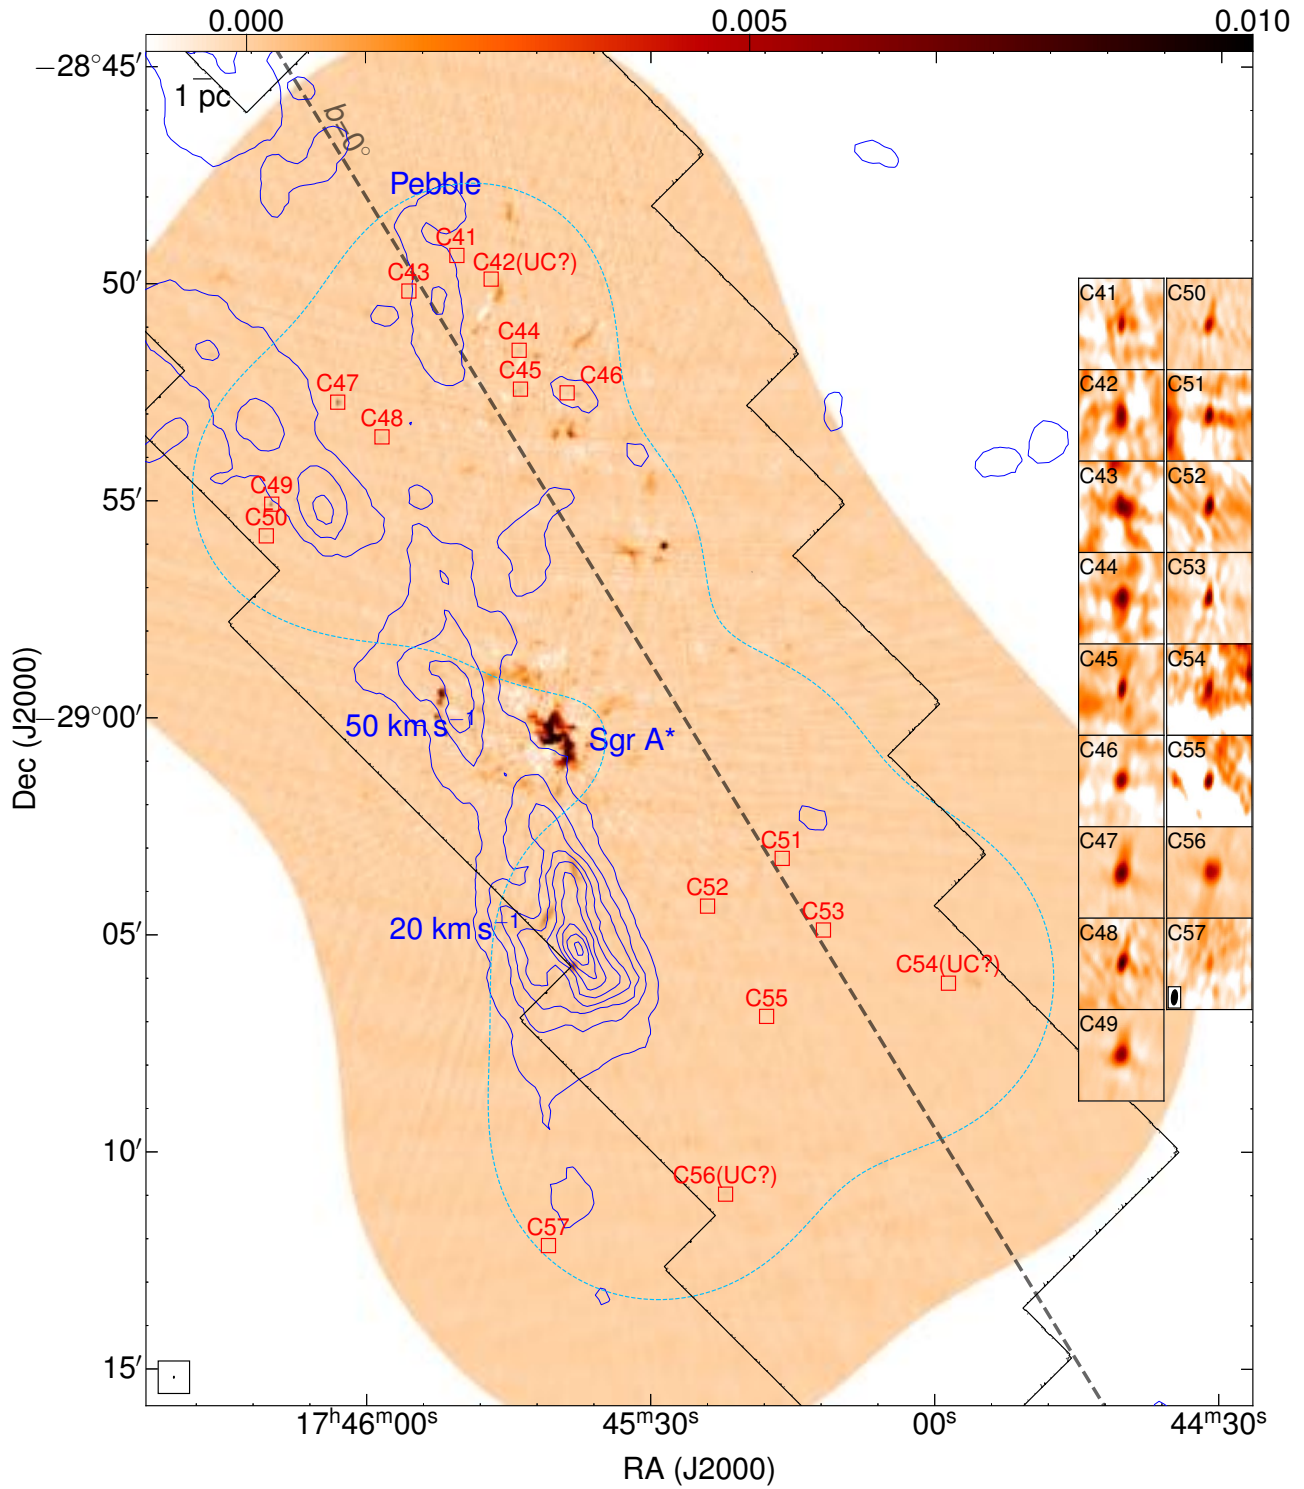 0.000 0.005 0.010
−28°45′
50′
55′
−29°00′
05′
10′
15′
Dec (J2000)
1 pc
b=0°
Pebble
C41
C42(UC?)
C43
C44
C45
C46
C47
C48
C49
C50
50 km s⁻¹
Sgr A*
C51
C52
20 km s⁻¹
C53
C54(UC?)
C55
C56(UC?)
C57
C41 C50
C42 C51
C43 C52
C44 C53
C45 C54
C46 C55
C47 C56
C48 C57
C49
17ʰ46ᵐ00ˢ 45ᵐ30ˢ 00ˢ 44ᵐ30ˢ
RA (J2000)